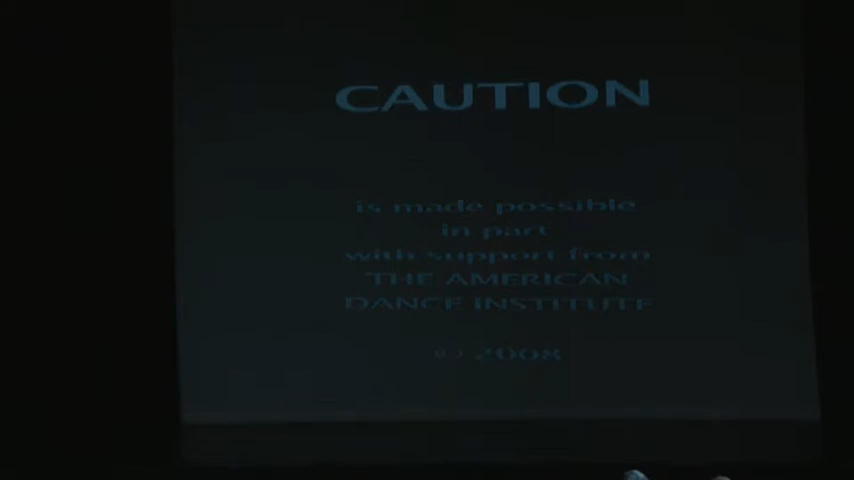 CAUTION
is made possible
in part
with support from
THE AMERICAN
DANCE INSTITUTE
© 2008